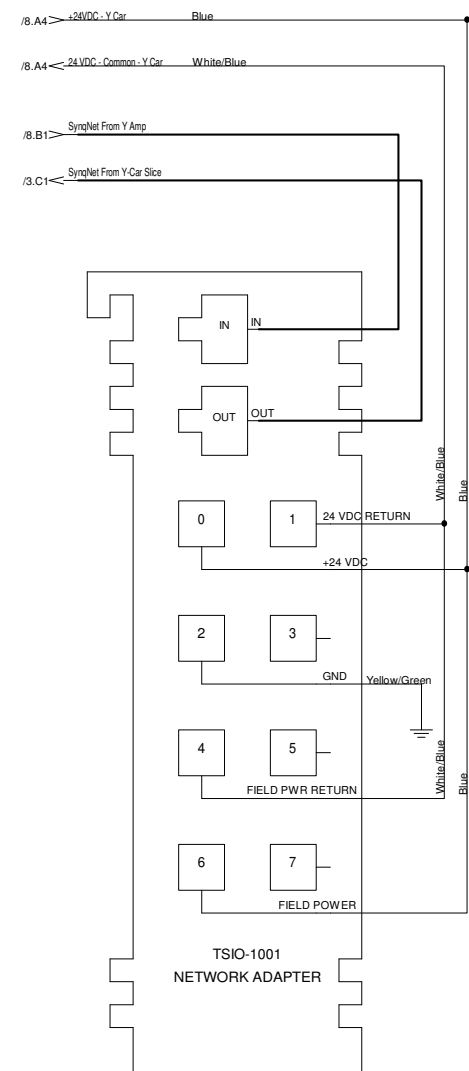 /8.A4 +24VDC - Y Car Blue
/8.A4 24 VDC - Common - Y Car White/Blue
/8.B1 SynqNet From Y Amp
/3.C1 SynqNet From Y-Car Slice
IN IN
OUT OUT
White/Blue
Blue
0 1 24 VDC RETURN
+24 VDC
2 3
GND Yellow/Green
4 5
White/Blue
Blue
FIELD PWR RETURN
6 7
FIELD POWER
TSIO-1001
NETWORK ADAPTER